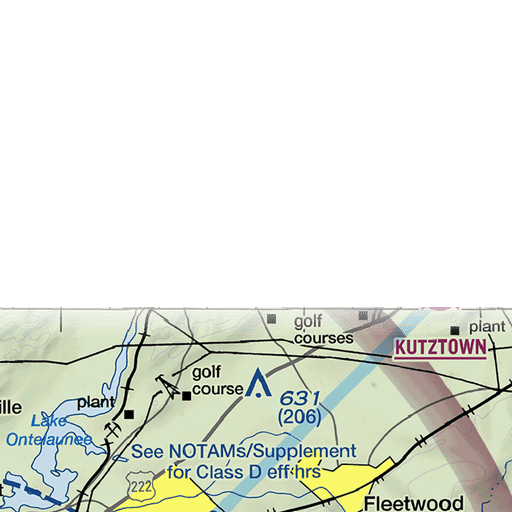 golf
courses
plant
KUTZTOWN
golf
course
ille
plant
631
(206)
Lake
Ontelaunee
See NOTAMs/Supplement
for Class D eff hrs
222
t
Fleetwood